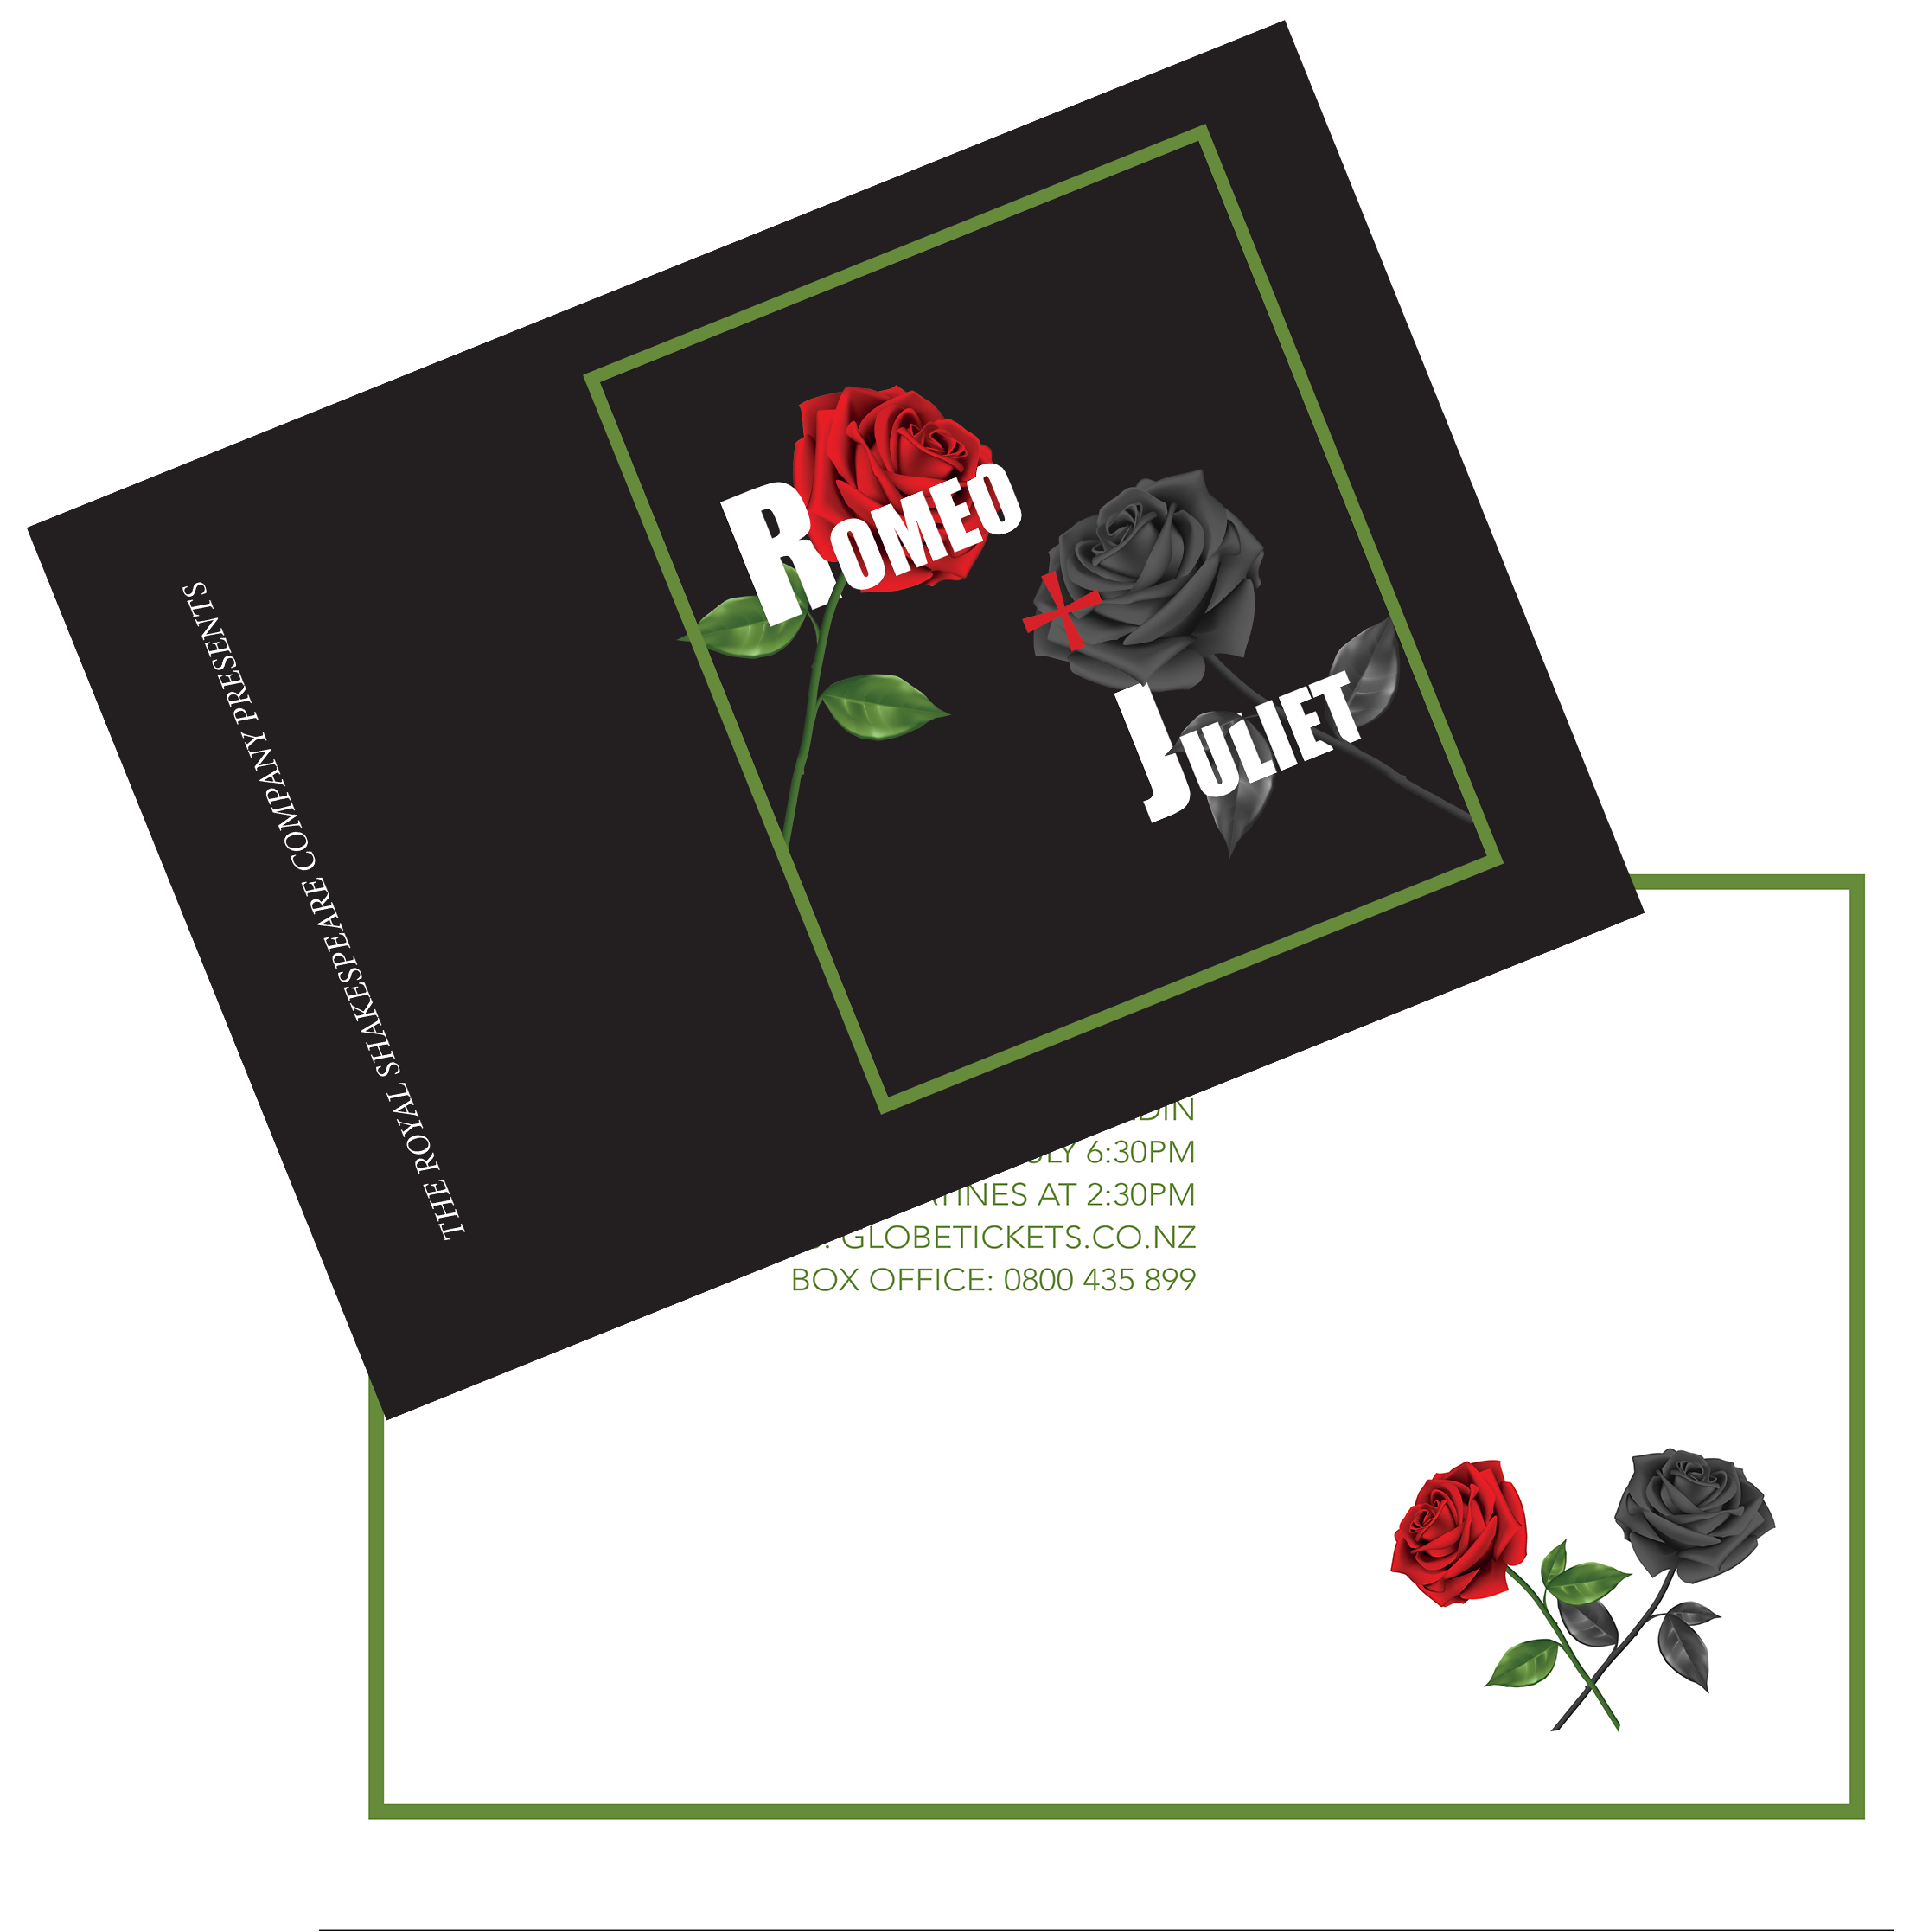 THE ROYAL SHAKESPEARE COMPANY PRESENTS
ROMEO
+
JULIET
6:30PM
AT 2:30PM
GLOBETICKETS.CO.NZ
BOX OFFICE: 0800 435 899